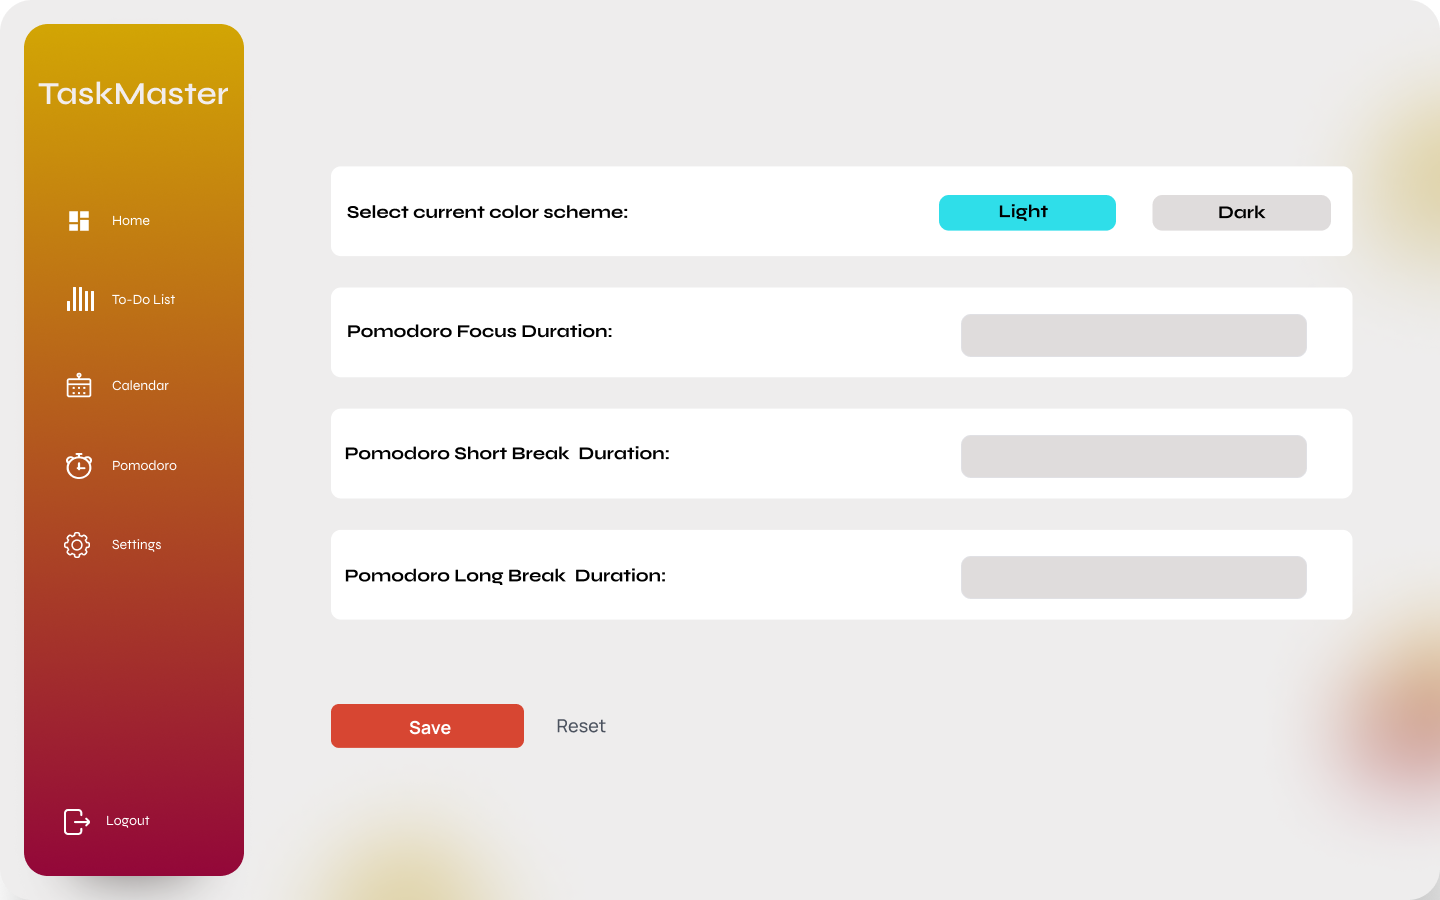 TaskMaster
Home
To-Do List
Calendar
Pomodoro
Settings
Logout
Select current color scheme:
Light
Dark
Pomodoro Focus Duration:
Pomodoro Short Break  Duration:
Pomodoro Long Break  Duration:
Save
Reset